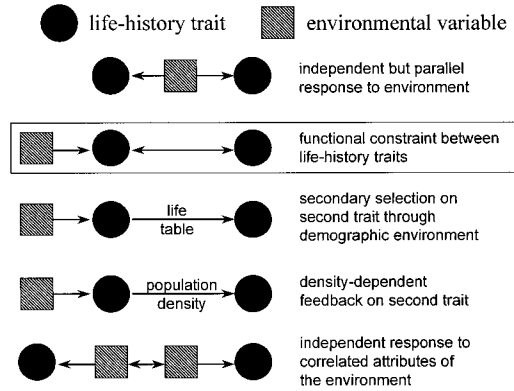 life-history trait
environmental variable
independent but parallel
response to environment
functional constraint between
life-history traits
life
table
secondary selection on
second trait through
demographic environment
population
density
density-dependent
feedback on second trait
independent response to
correlated attributes of
the environment